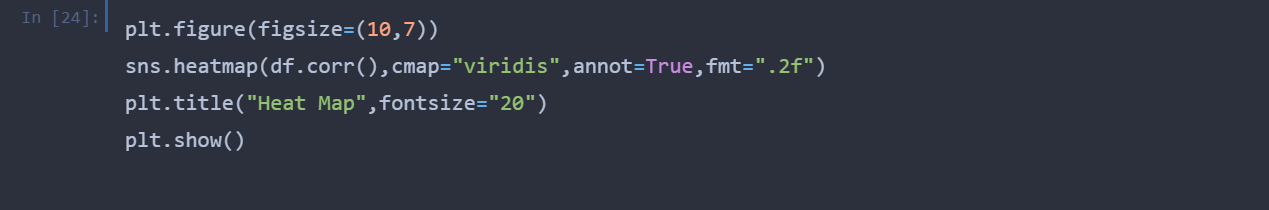 In [24]:
plt.figure(figsize=(10,7))
sns.heatmap(df.corr(),cmap="viridis",annot=True,fmt=".2f")
plt.title("Heat Map",fontsize="20")
plt.show()